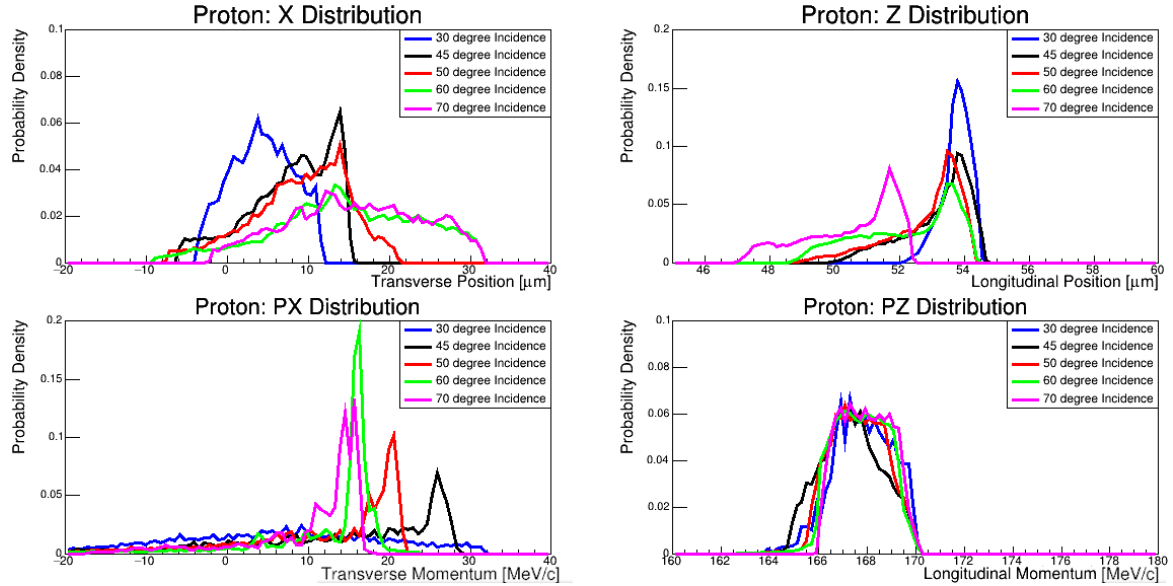 Proton: X Distribution
Probability Density
0.1
0.08
0.06
0.04
0.02
0
−20
−10
0
10
20
30
40
Transverse Position [μm]
30 degree Incidence
45 degree Incidence
50 degree Incidence
60 degree Incidence
70 degree Incidence
Proton: Z Distribution
Probability Density
0.2
0.15
0.1
0.05
0
46
48
50
52
54
56
58
60
Longitudinal Position [μm]
30 degree Incidence
45 degree Incidence
50 degree Incidence
60 degree Incidence
70 degree Incidence
Proton: PX Distribution
Probability Density
0.2
0.15
0.1
0.05
0
−20
−10
0
10
20
30
40
Transverse Momentum [MeV/c]
30 degree Incidence
45 degree Incidence
50 degree Incidence
60 degree Incidence
70 degree Incidence
Proton: PZ Distribution
Probability Density
0.1
0.08
0.06
0.04
0.02
0
160
162
164
166
168
170
172
174
176
178
180
Longitudinal Momentum [MeV/c]
30 degree Incidence
45 degree Incidence
50 degree Incidence
60 degree Incidence
70 degree Incidence